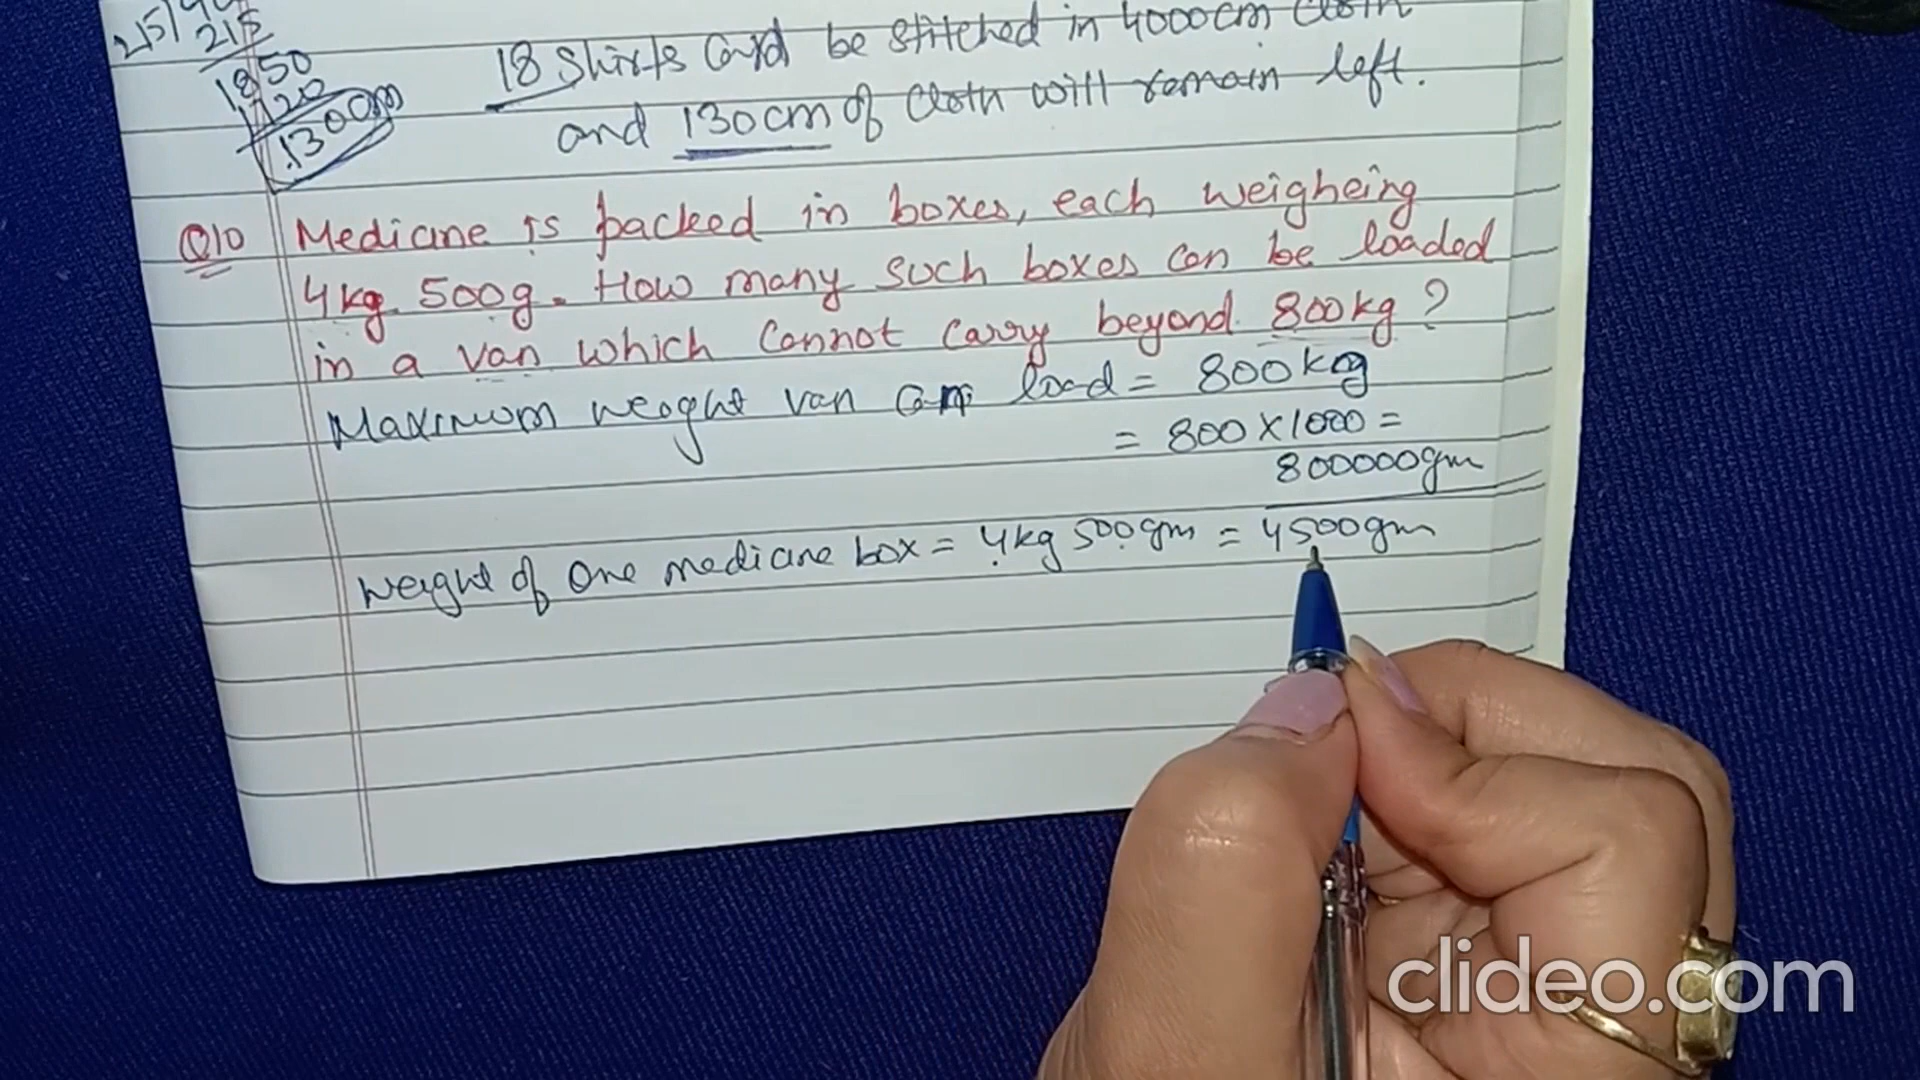 215
1850
1720
130cm
18 Shirts can be stitched in 4000cm cloth
and 130cm of cloth will remain left.
Q10 Medicine is packed in boxes, each weigheing
4kg 500g. How many such boxes can be loaded
in a van which cannot carry beyond 800kg?
Maximum weight van can load = 800kg
= 800×1000 =
800000gm
Weight of One medicine box = 4kg 500gm = 4500gm
clideo.com